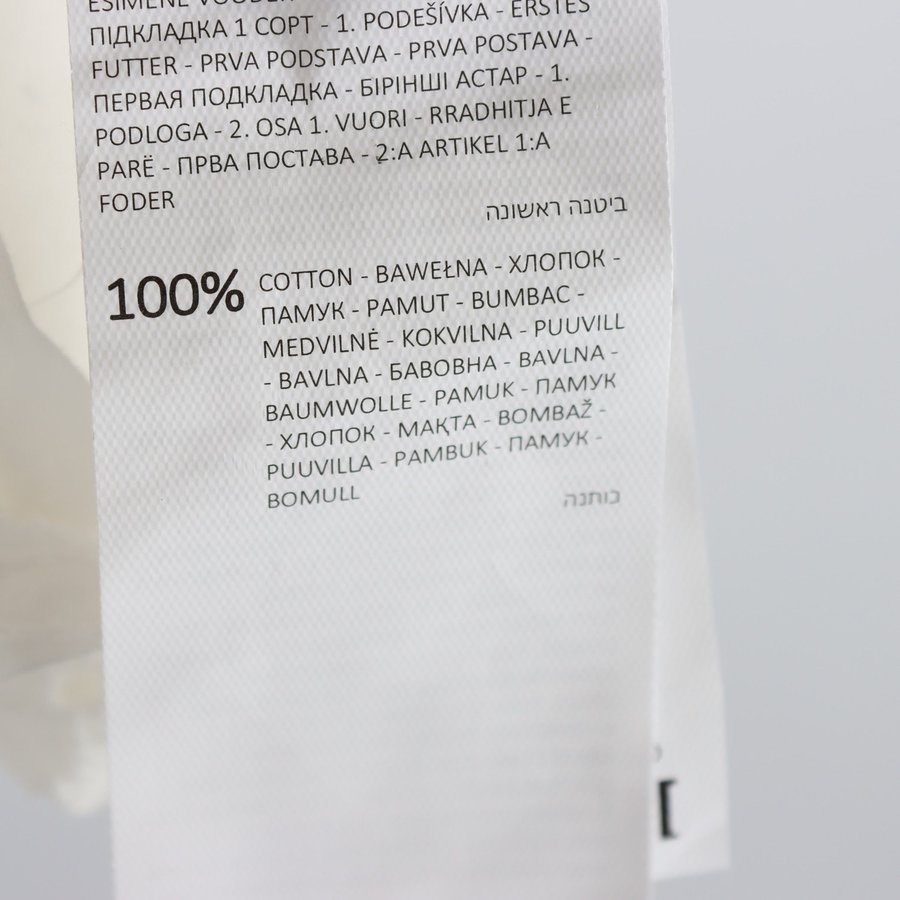 ESIMENE VOODER
ПІДКЛАДКА 1 СОРТ - 1. PODEŠÍVKA - ERSTES
FUTTER - PRVA PODSTAVA - PRVA POSTAVA -
ПЕРВАЯ ПОДКЛАДКА - БІРІНШІ АСТАР - 1.
PODLOGA - 2. OSA 1. VUORI - RRADHITJA E
PARË - ПРВА ПОСТАВА - 2:A ARTIKEL 1:A
FODER
ביטנה ראשונה
100% COTTON - BAWEŁNA - ХЛОПОК -
ПАМУК - PAMUT - BUMBAC -
MEDVILNĖ - KOKVILNA - PUUVILL
- BAVLNA - БАВОВНА - BAVLNA -
BAUMWOLLE - PAMUK - ПАМУК
- ХЛОПОК - МАҚТА - BOMBAŽ -
PUUVILLA - PAMBUK - ПАМУК -
BOMULL
כותנה